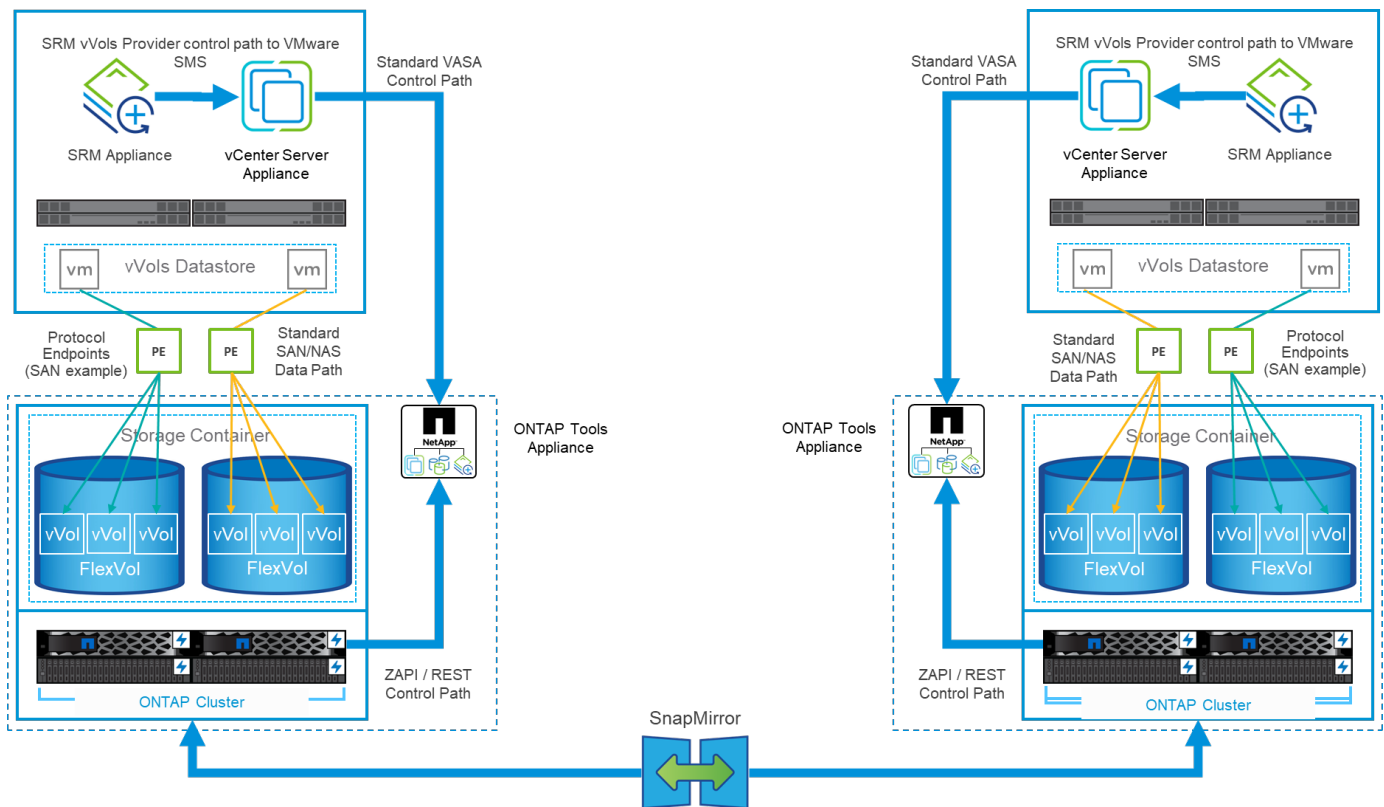 SRM vVols Provider control path to VMware
SMS
SRM Appliance
vCenter Server
Appliance
Standard VASA
Control Path
vm
vVols Datastore
vm
Protocol
Endpoints
(SAN example)
PE
PE
Standard
SAN/NAS
Data Path
Storage Container
vVol
vVol
vVol
FlexVol
vVol
vVol
vVol
FlexVol
NetApp
ONTAP Tools
Appliance
ZAPI / REST
Control Path
ONTAP Cluster
SnapMirror
SRM vVols Provider control path to VMware
SMS
Standard VASA
Control Path
vCenter Server
Appliance
SRM Appliance
vm
vVols Datastore
vm
Standard
SAN/NAS
Data Path
PE
PE
Protocol
Endpoints
(SAN example)
ONTAP Tools
Appliance
NetApp
Storage Container
vVol
vVol
vVol
FlexVol
vVol
vVol
vVol
FlexVol
ZAPI / REST
Control Path
ONTAP Cluster